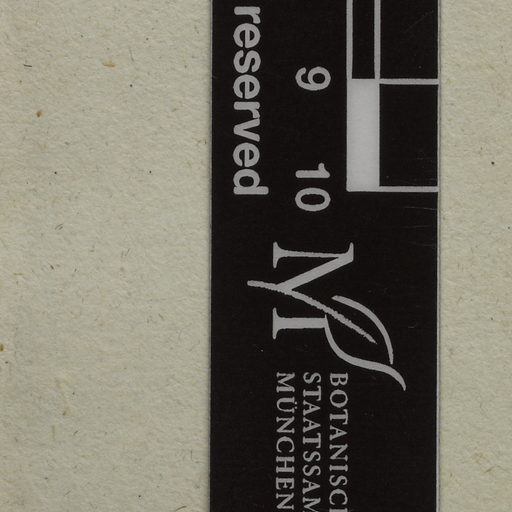 reserved
9 10
M
BOTANISC
STAATSSAM
MÜNCHEN